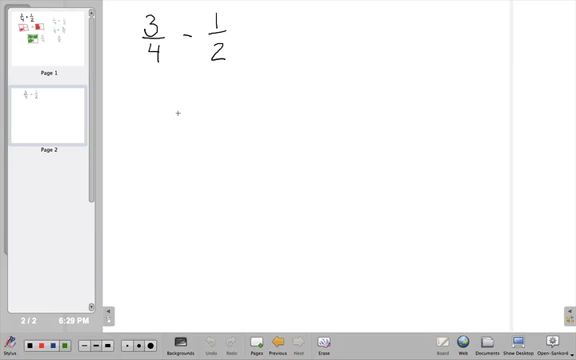 3/4 - 1/2
Page 1
Page 2
2 / 2 6:29 PM
Stylus Backgrounds Undo Redo Pages Previous Next Erase Board Web Documents Show Desktop Open-Sankoré